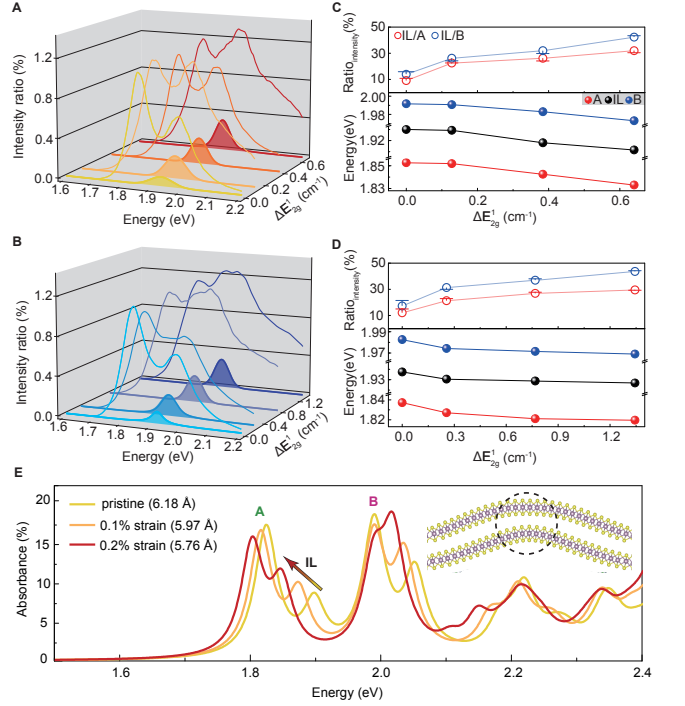 A
Intensity ratio (%)
1.2
0.8
0.4
0.0
1.6
1.7
1.8
1.9
2.0
2.1
2.2
Energy (eV)
0.0
0.2
0.4
0.6
ΔE¹₂g (cm⁻¹)
B
Intensity ratio (%)
1.2
0.8
0.4
0.0
1.6
1.7
1.8
1.9
2.0
2.1
2.2
Energy (eV)
0.0
0.4
0.8
1.2
ΔE¹₂g (cm⁻¹)
C
Ratio_intensity(%)
50
30
10
IL/A IL/B
Energy(eV)
2.00
1.98
1.92
1.85
1.83
A IL B
0.0 0.2 0.4 0.6
ΔE¹₂g (cm⁻¹)
D
Ratio_intensity(%)
50
30
10
Energy(eV)
1.99
1.97
1.93
1.84
1.82
0.0 0.3 0.6 0.9 1.2
ΔE¹₂g (cm⁻¹)
E
Absorbance (%)
20
15
10
5
0
pristine (6.18 Å)
0.1% strain (5.97 Å)
0.2% strain (5.76 Å)
A
IL
B
1.6 1.8 2.0 2.2 2.4
Energy (eV)